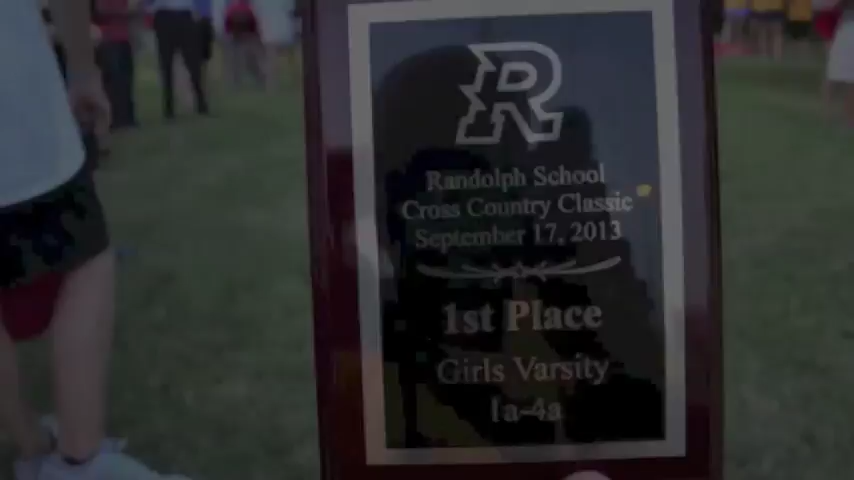 R
Randolph School
Cross Country Classic
September 17, 2013
1st Place
Girls Varsity
1a-4a